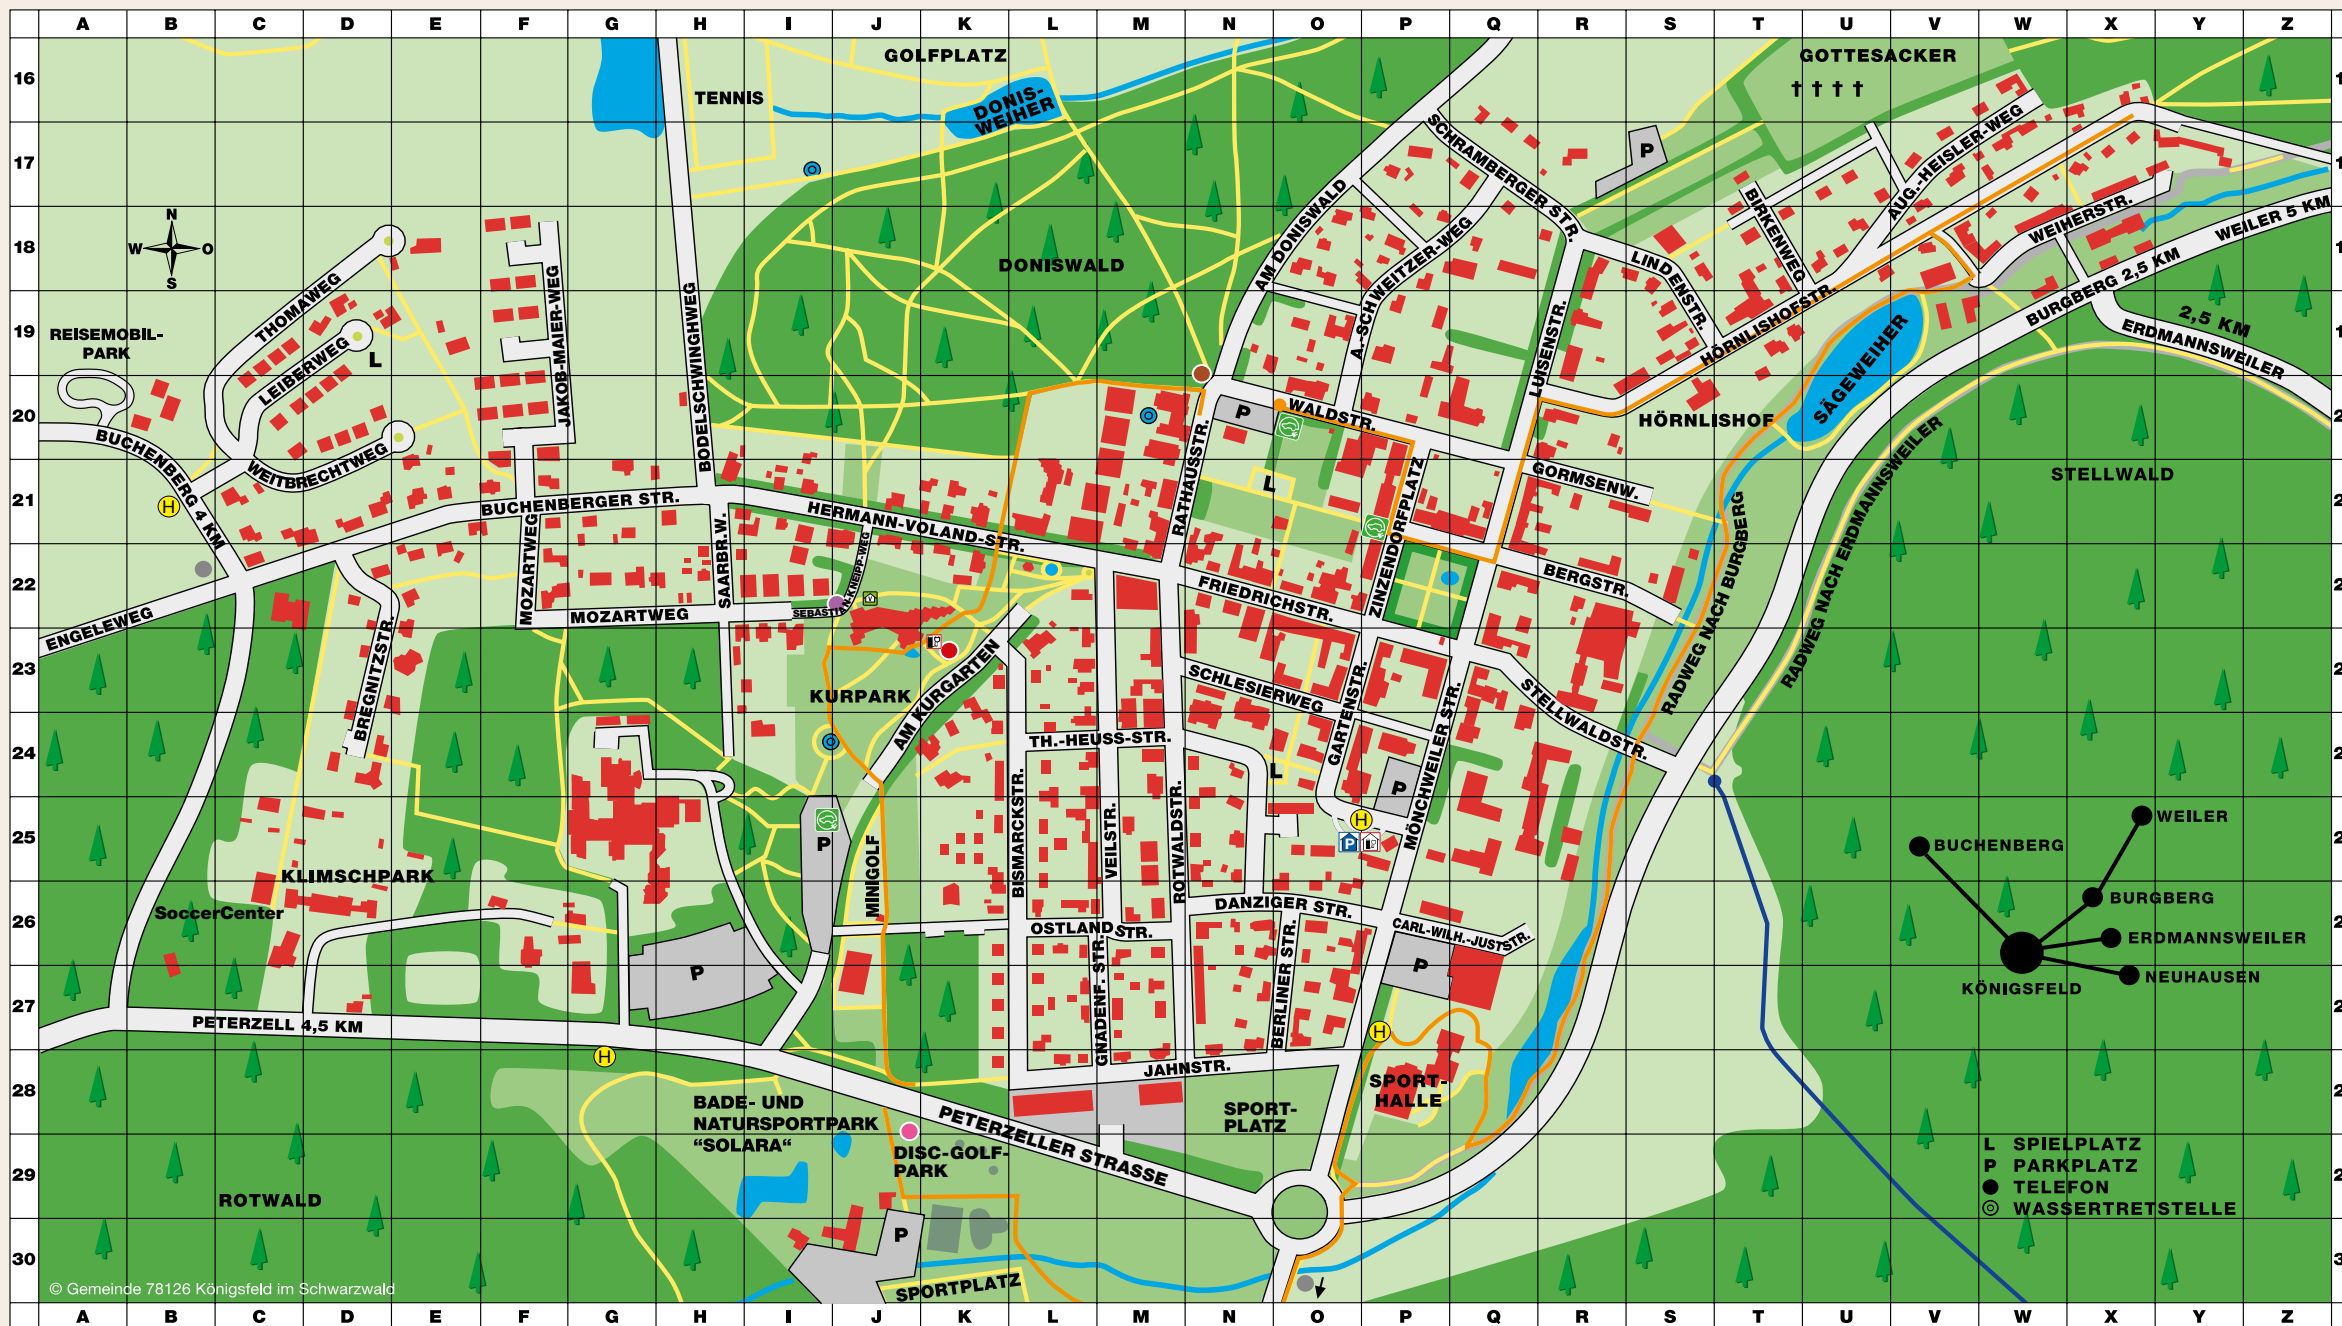 A B C D E F G H I J K L M N O P Q R S T U V W X Y Z
16
17
18
19
20
21
22
23
24
25
26
27
28
29
30
GOLFPLATZ
TENNIS
DONIS-
WEIHER
GOTTESACKER
††††
P
SCHRAMBERGER STR.
AUG.-HEISLER-WEG
AM DONISWALD
BIRKENWEG
WEIHERSTR.
WEILER 5 KM
N
W O
S
THOMAWEG
JAKOB-MAIER-WEG
BODELSCHWINGHWEG
DONISWALD
A.-SCHWEITZER-WEG
LINDENSTR.
HÖRNLISHOFSTR.
BURGBERG 2,5 KM
2,5 KM
ERDMANNSWEILER
REISEMOBIL-
PARK
LEIBERWEG
L
LUISENSTR.
SÄGEWEIHER
P
WALDSTR.
HÖRNLISHOF
BUCHENBERG 4 KM
WEITBRECHTWEG
RATHAUSSTR.
ZINZENDORFPLATZ
GORMSENW.
STELLWALD
H
L
BUCHENBERGER STR.
HERMANN-VOLAND-STR.
MOZARTWEG
SAARBR.W.
SEBASTIAN-KNEIPP-WEG
ENGELEWEG
MOZARTWEG
FRIEDRICHSTR.
ZINZENDORFSTR.
BERGSTR.
RADWEG NACH BURGBERG
RADWEG NACH ERDMANNSWEILER
BREGNITZSTR.
KURPARK
AM KURGARTEN
SCHLESIERWEG
GARTENSTR.
STELLWALDSTR.
TH.-HEUSS-STR.
L
P
MÖNCHWEILER STR.
BISMARCKSTR.
VEILSTR.
ROTWALDSTR.
H
P
P
MINIGOLF
KLIMSCHPARK
SoccerCenter
WEILER
BUCHENBERG
BURGBERG
ERDMANNSWEILER
NEUHAUSEN
KÖNIGSFELD
DANZIGER STR.
OSTLANDSTR.
CARL-WILH.-JUSTSTR.
P
P
GNADENF. STR.
BERLINER STR.
PETERZELL 4,5 KM
H
H
JAHNSTR.
SPORT-
HALLE
BADE- UND
NATURSPORTPARK
“SOLARA“
PETERZELLER STRASSE
SPORT-
PLATZ
DISC-GOLF-
PARK
ROTWALD
P
SPORTPLATZ
L SPIELPLATZ
P PARKPLATZ
TELEFON
WASSERTRETSTELLE
© Gemeinde 78126 Königsfeld im Schwarzwald
A B C D E F G H I J K L M N O P Q R S T U V W X Y Z